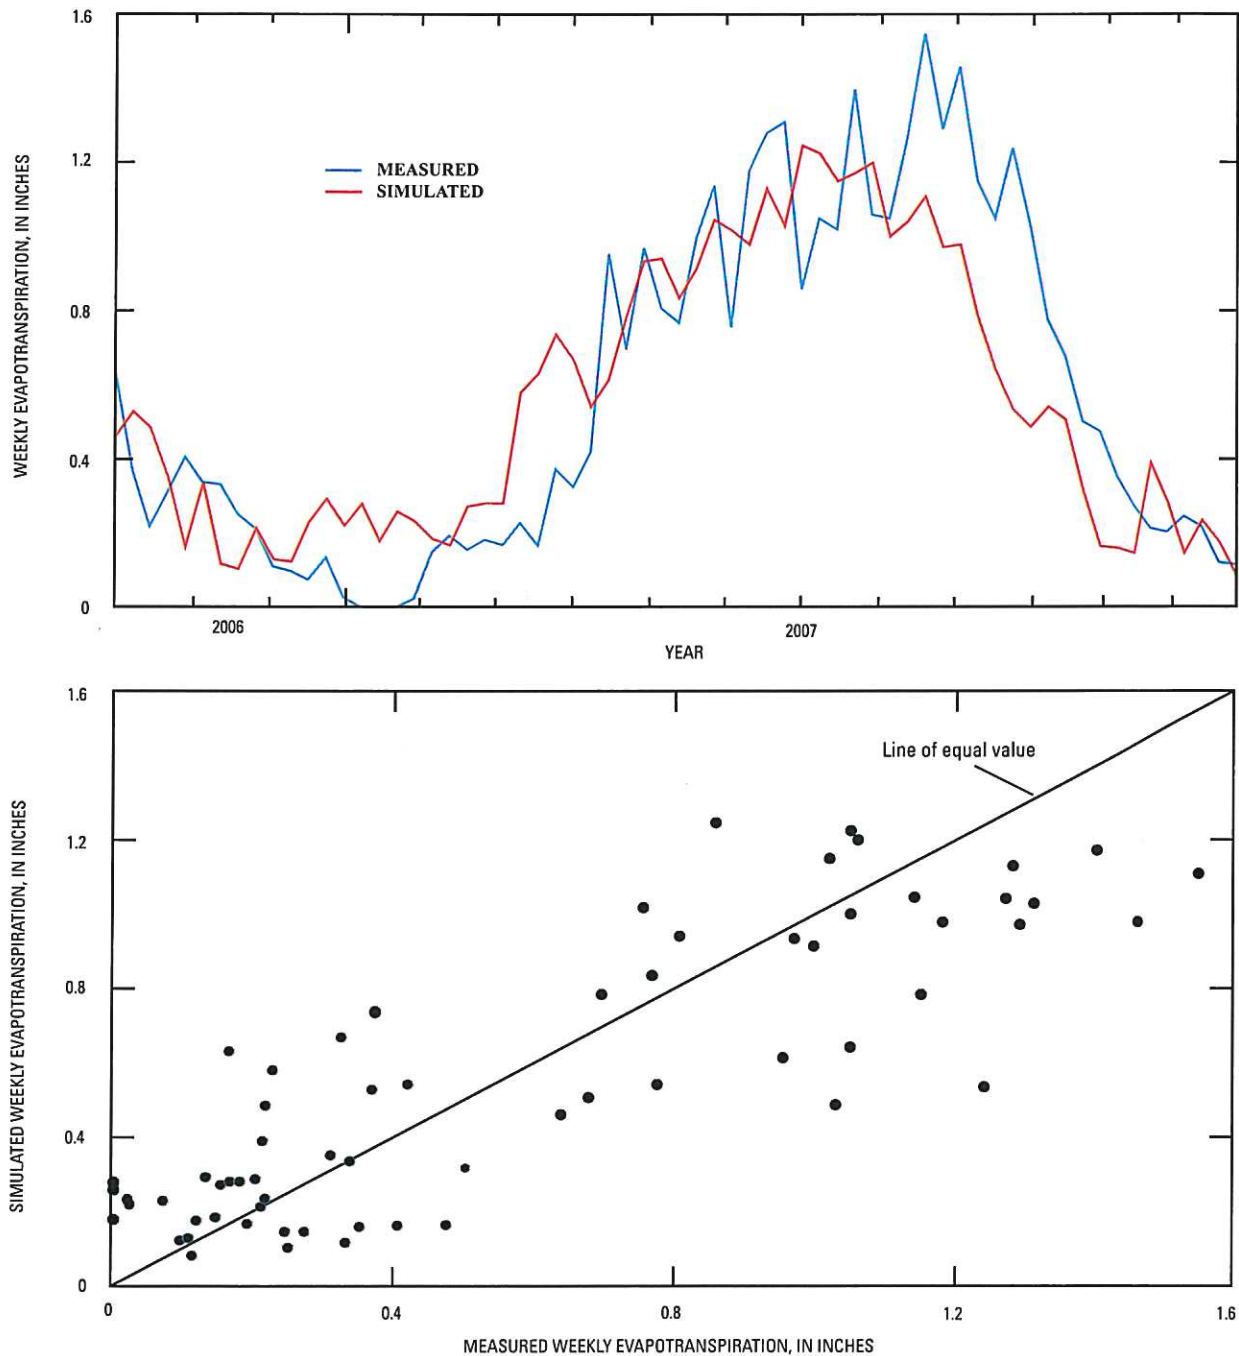 1.6
1.2
0.8
0.4
0
WEEKLY EVAPOTRANSPIRATION, IN INCHES
MEASURED
SIMULATED
2006
2007
YEAR
1.6
1.2
0.8
0.4
0
SIMULATED WEEKLY EVAPOTRANSPIRATION, IN INCHES
Line of equal value
0
0.4
0.8
1.2
1.6
MEASURED WEEKLY EVAPOTRANSPIRATION, IN INCHES